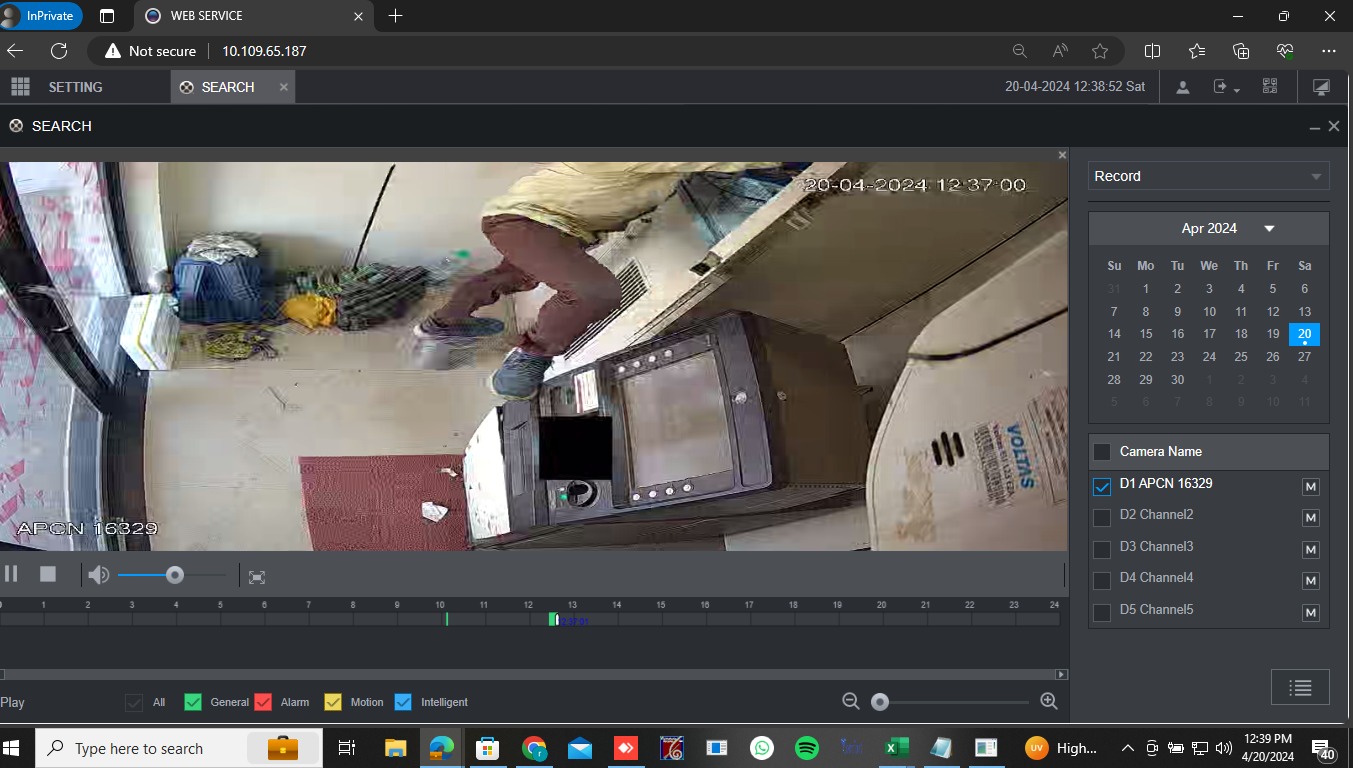 InPrivate
WEB SERVICE
Not secure
10.109.65.187
SETTING
SEARCH
20-04-2024 12:38:52 Sat
SEARCH
20-04-2024 12:37:00
VOLTAS
APCN 16329
Record
Apr 2024
Su Mo Tu We Th Fr Sa
31 1 2 3 4 5 6
7 8 9 10 11 12 13
14 15 16 17 18 19 20
21 22 23 24 25 26 27
28 29 30 1 2 3 4
5 6 7 8 9 10 11
Camera Name
D1 APCN 16329 M
D2 Channel2 M
D3 Channel3 M
D4 Channel4 M
D5 Channel5 M
0 1 2 3 4 5 6 7 8 9 10 11 12 13 14 15 16 17 18 19 20 21 22 23 24
12:37:01
Play
All
General
Alarm
Motion
Intelligent
Type here to search
UV
High...
12:39 PM
4/20/2024
40